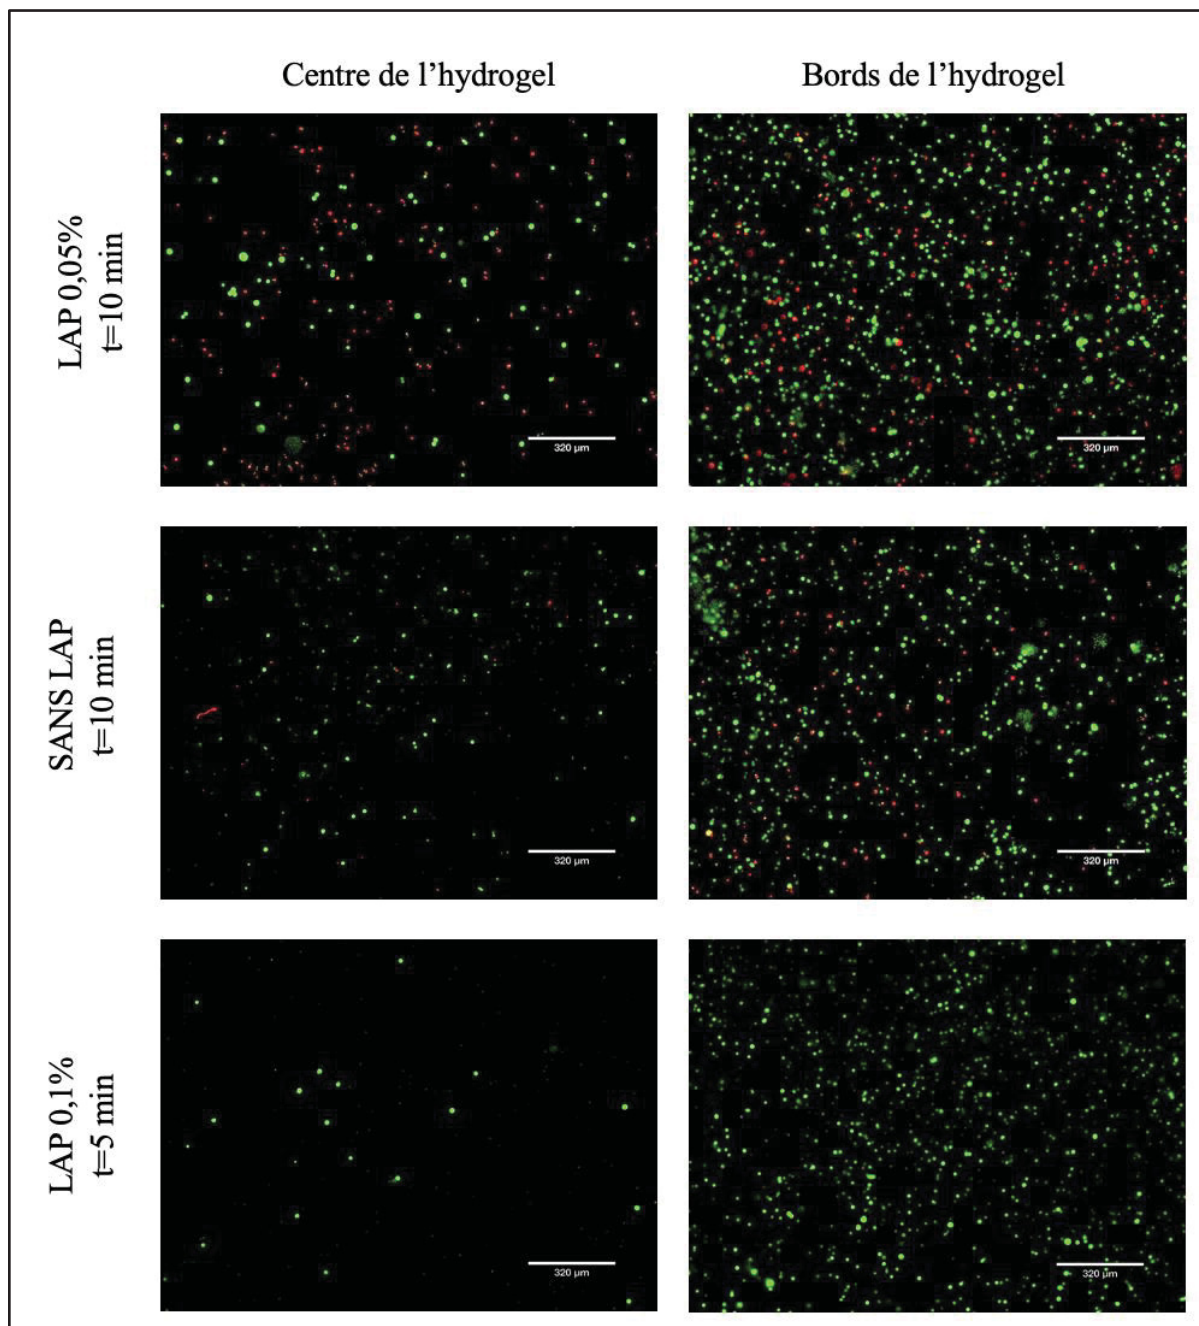 Centre de l’hydrogel
Bords de l’hydrogel
LAP 0,05%
t=10 min
320 µm
320 µm
SANS LAP
t=10 min
320 µm
320 µm
LAP 0,1%
t=5 min
320 µm
320 µm